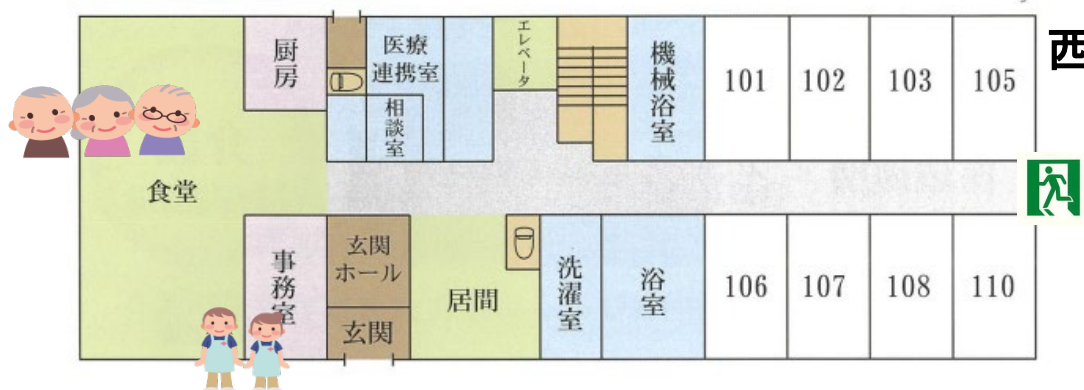 厨房
医療
連携室
相談室
エレベータ
機械浴室
101
102
103
105
西
食堂
事務室
玄関
ホール
玄関
居間
洗濯室
浴室
106
107
108
110